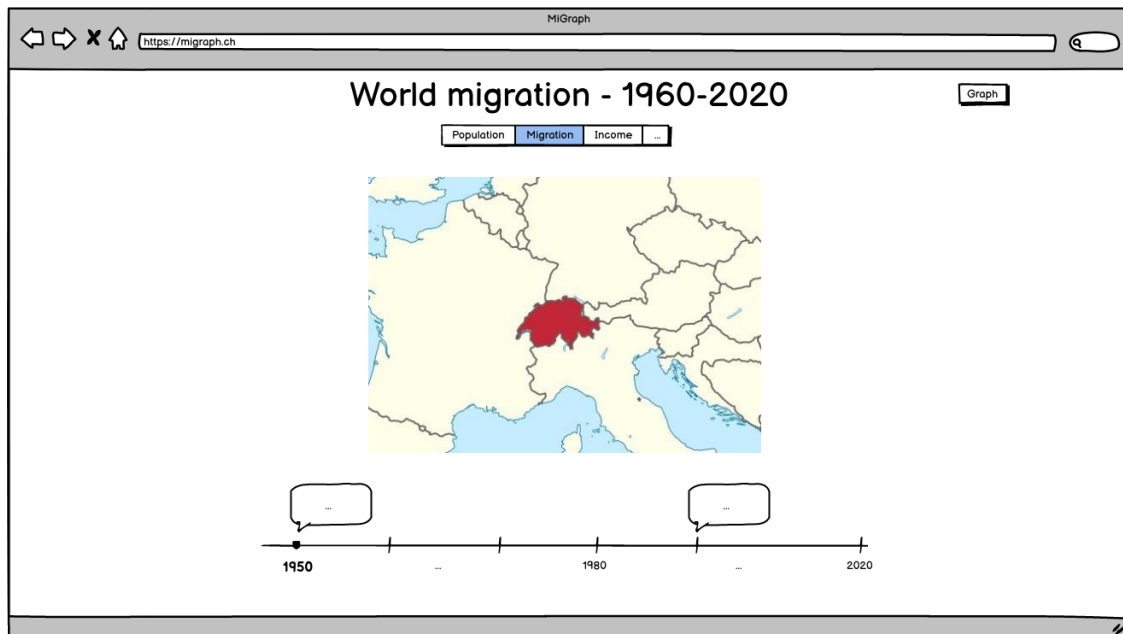 MiGraph
https://migraph.ch
World migration - 1960-2020
Graph
Population Migration Income ...
... ...
1950 ... 1980 ... 2020